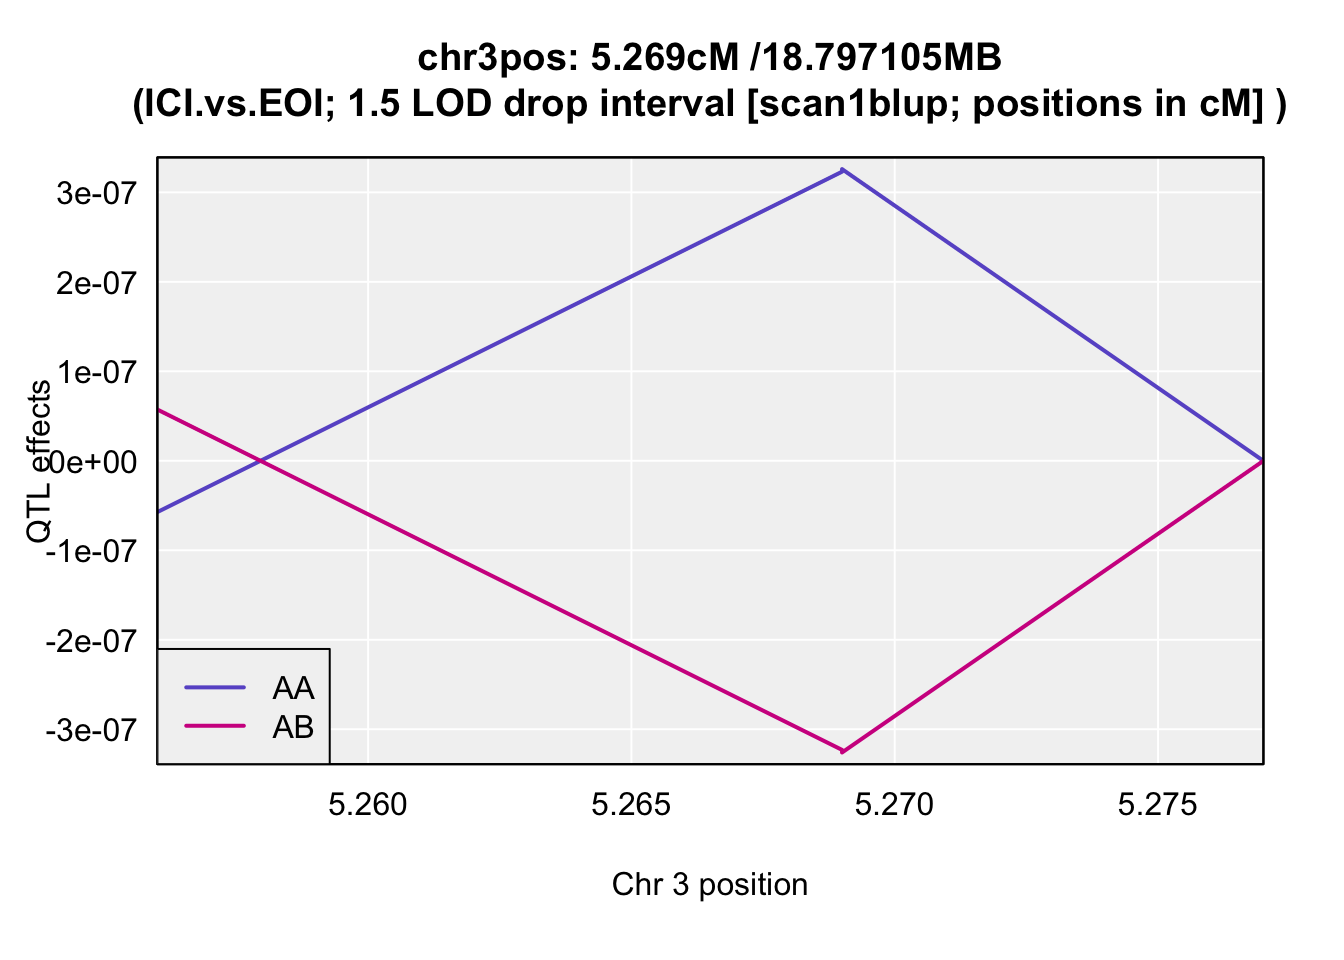 chr3pos: 5.269cM /18.797105MB
(ICI.vs.EOI; 1.5 LOD drop interval [scan1blup; positions in cM] )
3e-07
2e-07
1e-07
0e+00
-1e-07
-2e-07
-3e-07
QTL effects
AA
AB
5.260 5.265 5.270 5.275
Chr 3 position